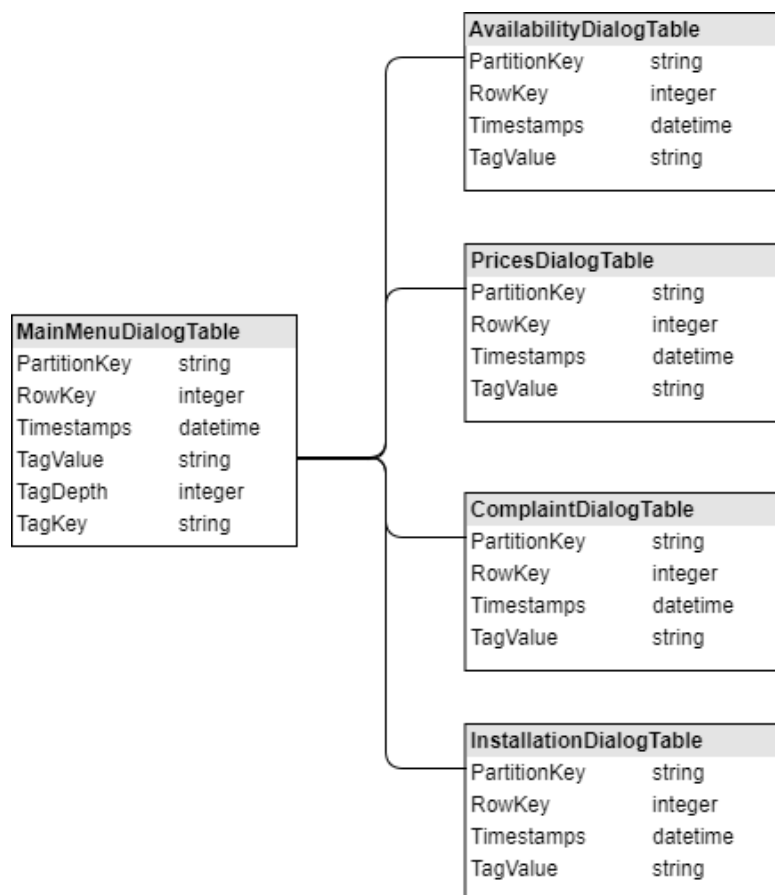 AvailabilityDialogTable
PartitionKey string
RowKey integer
Timestamps datetime
TagValue string
PricesDialogTable
PartitionKey string
RowKey integer
Timestamps datetime
TagValue string
MainMenuDialogTable
PartitionKey string
RowKey integer
Timestamps datetime
TagValue string
TagDepth integer
TagKey string
ComplaintDialogTable
PartitionKey string
RowKey integer
Timestamps datetime
TagValue string
InstallationDialogTable
PartitionKey string
RowKey integer
Timestamps datetime
TagValue string